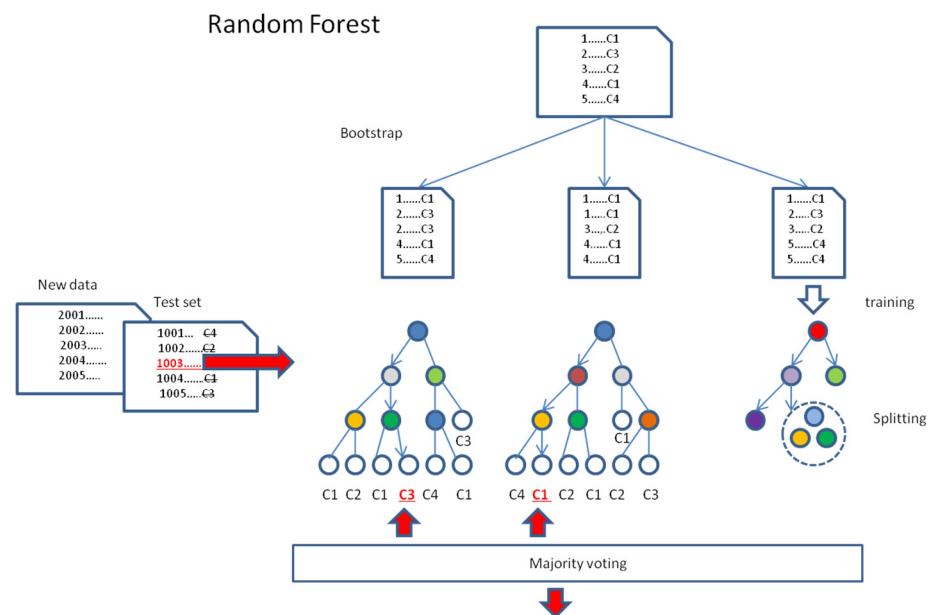 Random Forest
1......C1
2......C3
3......C2
4......C1
5......C4
Bootstrap
1......C1
2......C3
2......C3
4......C1
5......C4
1......C1
1.....C1
3.....C2
4.....C1
4......C1
1......C1
2.....C3
3.....C2
5......C4
5......C4
New data
2001......
2002......
2003.....
2004.......
2005.....
Test set
1001... C4
1002......C2
1003......
1004......C1
1005.....C3
training
Splitting
C3
C1
C1 C2 C1 C3 C4 C1
C4 C1 C2 C1 C2 C3
Majority voting